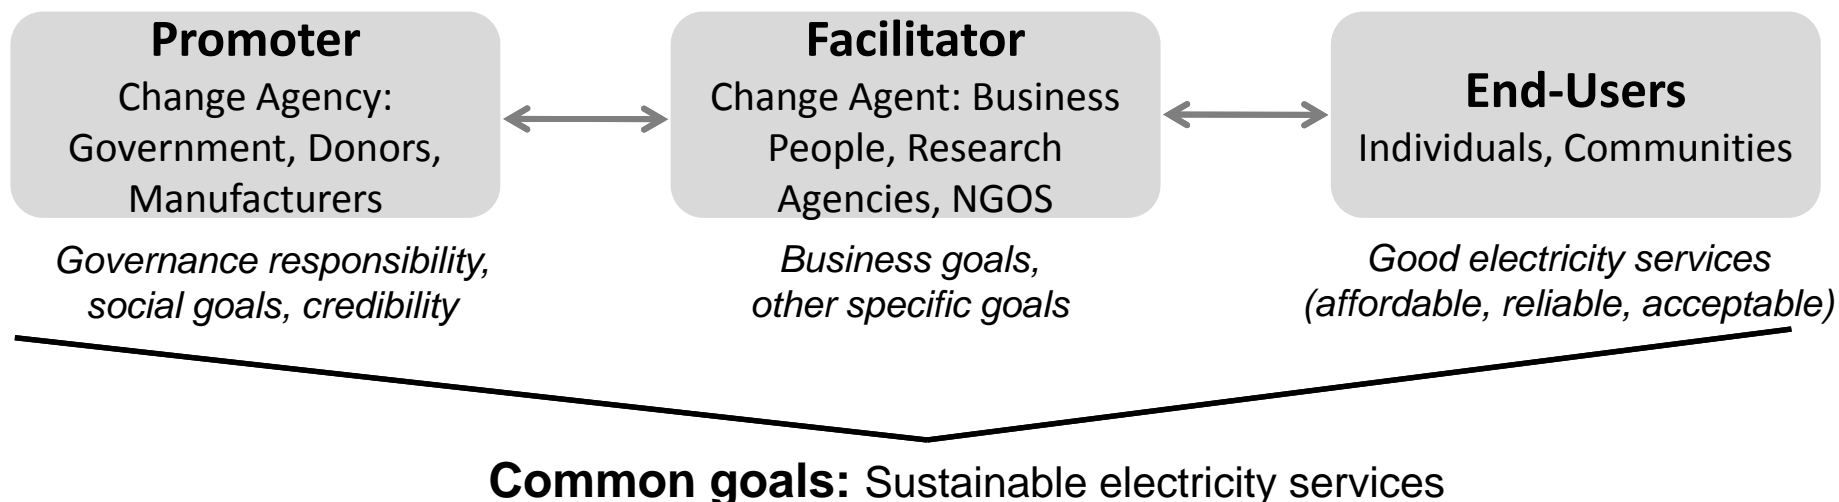 Promoter
Change Agency:
Government, Donors,
Manufacturers
Facilitator
Change Agent: Business
People, Research
Agencies, NGOS
End-Users
Individuals, Communities
Governance responsibility,
social goals, credibility
Business goals,
other specific goals
Good electricity services
(affordable, reliable, acceptable)
Common goals: Sustainable electricity services